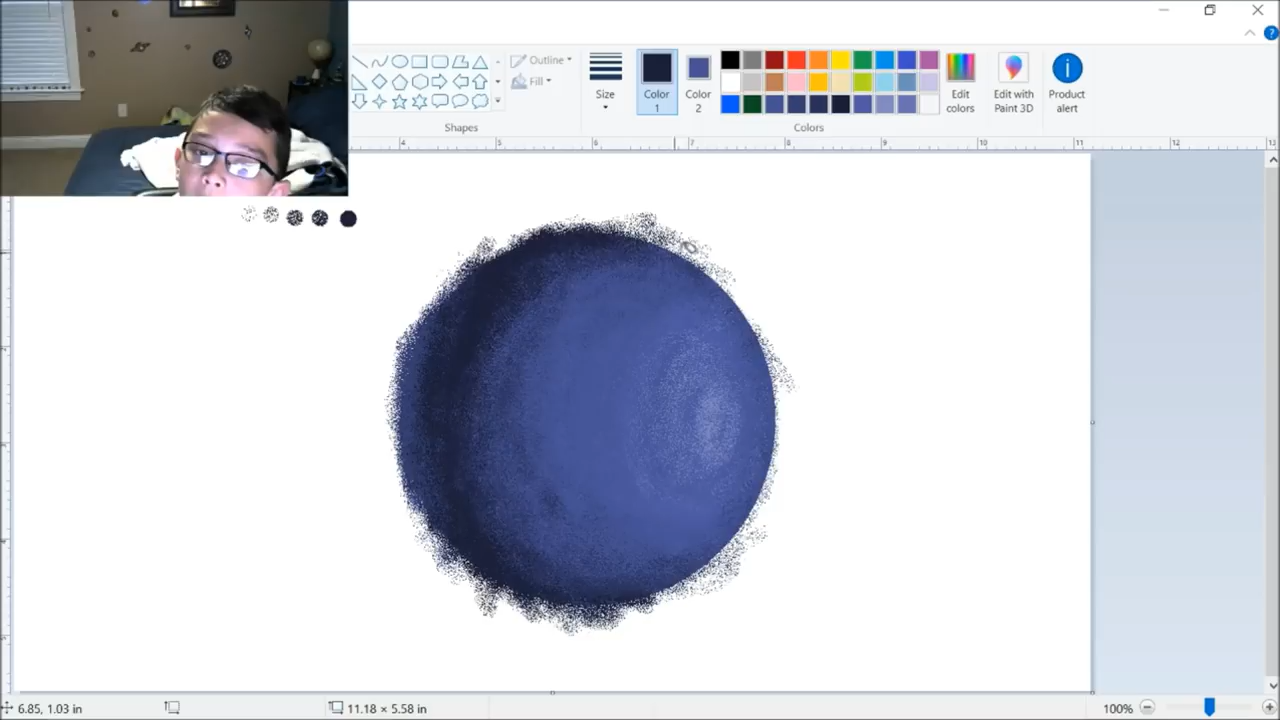 Outline
Fill
Shapes
Size
Color
1
Color
2
Edit
colors
Edit with
Paint 3D
Product
alert
Colors
4
5
6
7
8
9
10
11
12
13
6.85, 1.03 in
11.18 × 5.58 in
100%